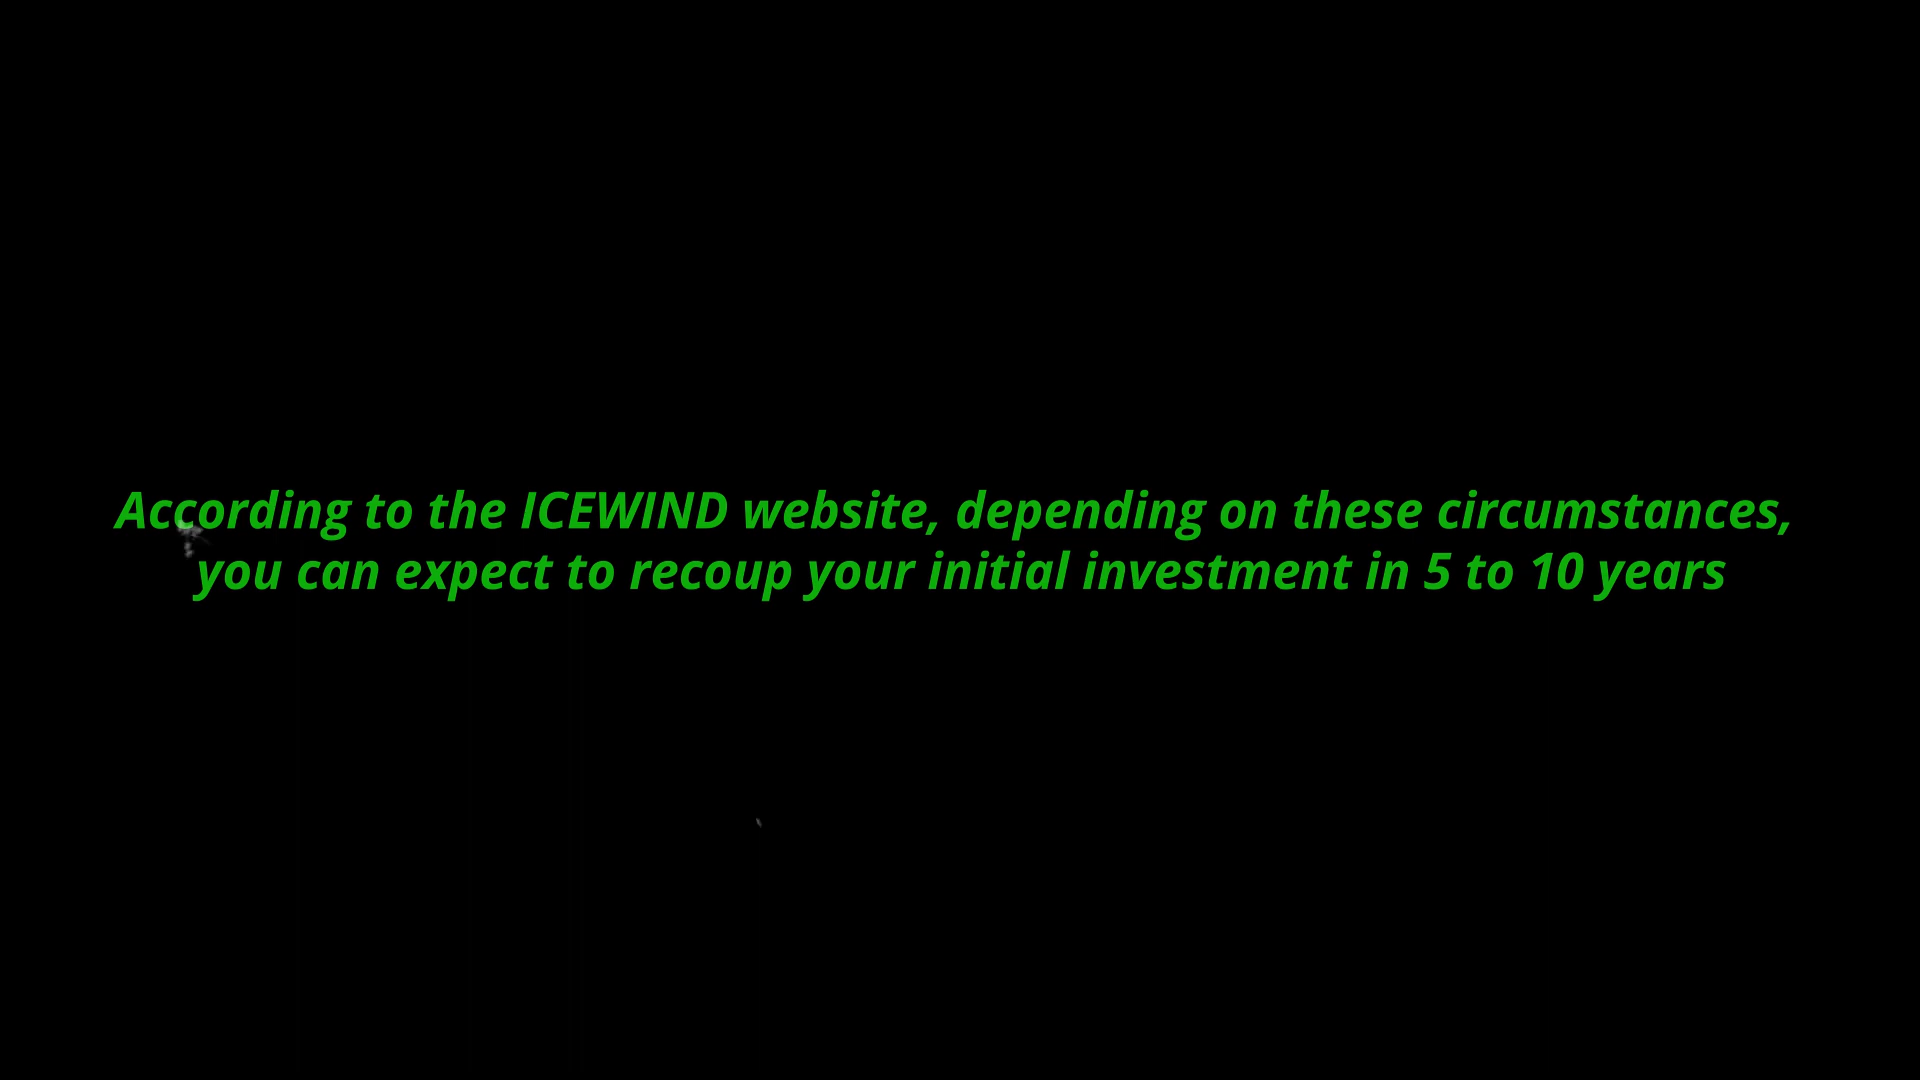 According to the ICEWIND website, depending on these circumstances,
you can expect to recoup your initial investment in 5 to 10 years